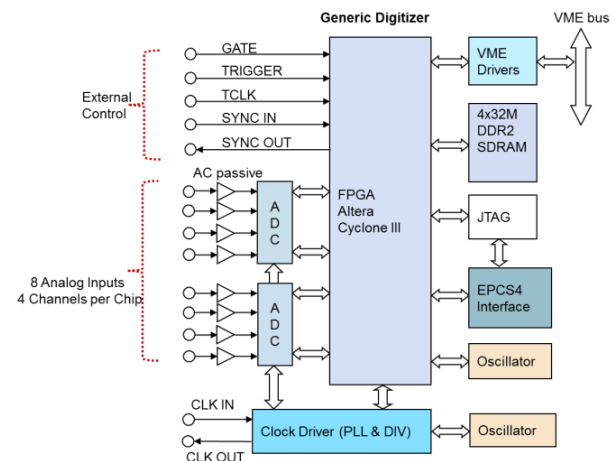 Generic Digitizer
VME bus
GATE
TRIGGER
TCLK
SYNC IN
SYNC OUT
External
Control
VME
Drivers
4x32M
DDR2
SDRAM
AC passive
A
D
C
FPGA
Altera
Cyclone III
JTAG
8 Analog Inputs
4 Channels per Chip
A
D
C
EPCS4
Interface
Oscillator
CLK IN
CLK OUT
Clock Driver (PLL & DIV)
Oscillator